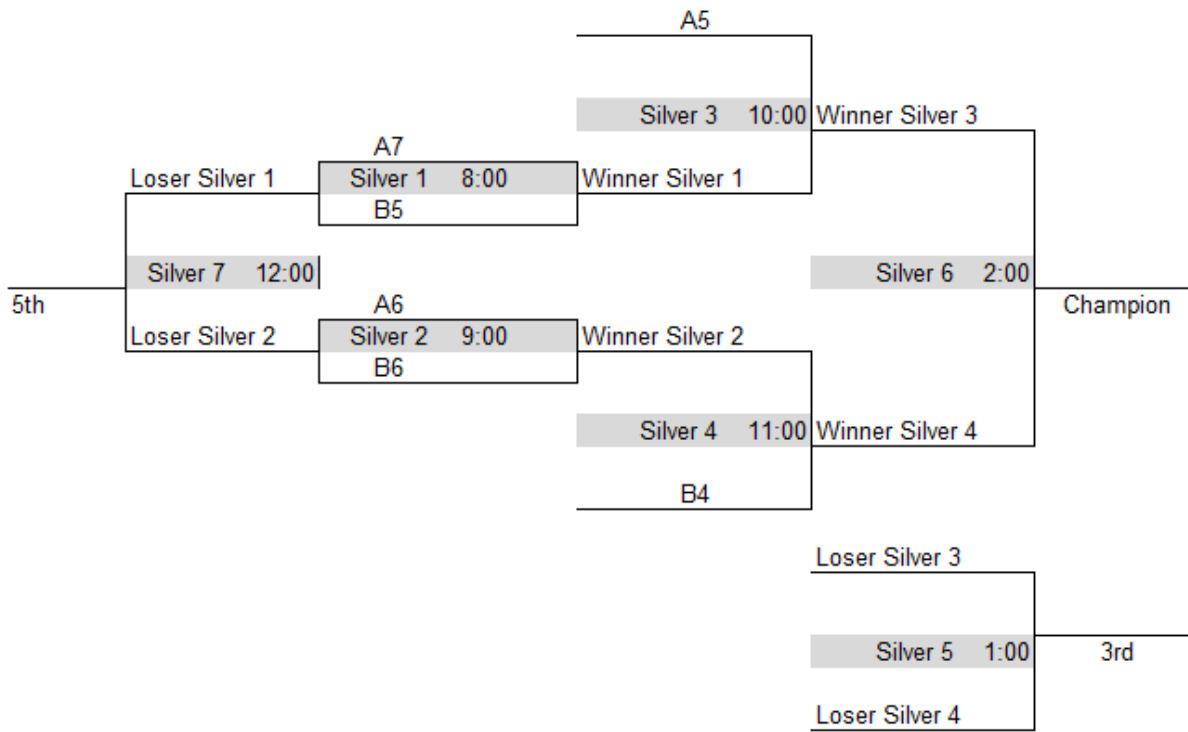 A5
Silver 3 10:00 Winner Silver 3
A7
Loser Silver 1 Silver 1 8:00 Winner Silver 1
B5
Silver 7 12:00 Silver 6 2:00
5th A6 Champion
Loser Silver 2 Silver 2 9:00 Winner Silver 2
B6
Silver 4 11:00 Winner Silver 4
B4
Loser Silver 3
Silver 5 1:00 3rd
Loser Silver 4